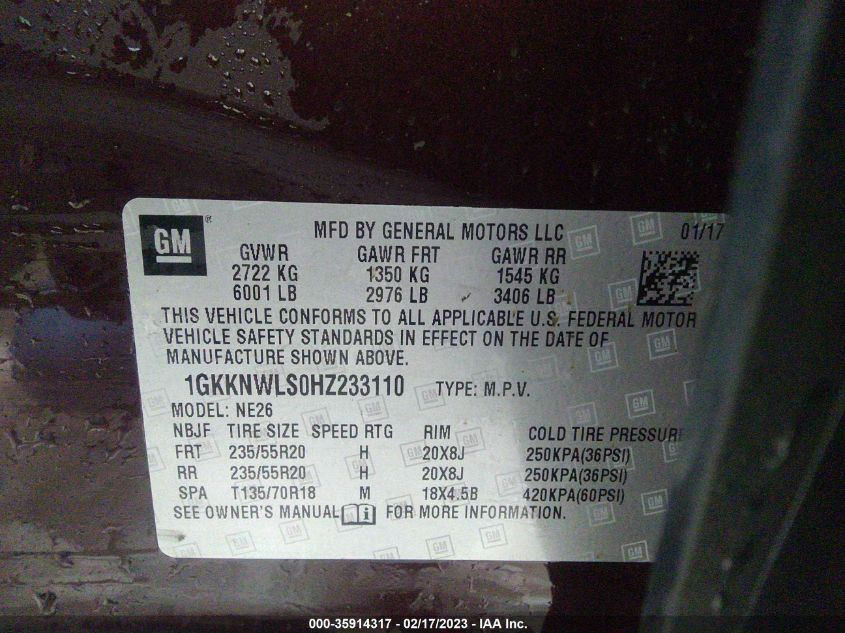 GM ® MFD BY GENERAL MOTORS LLC 01/17
GVWR GAWR FRT GAWR RR
2722 KG 1350 KG 1545 KG
6001 LB 2976 LB 3406 LB
THIS VEHICLE CONFORMS TO ALL APPLICABLE U.S. FEDERAL MOTOR
VEHICLE SAFETY STANDARDS IN EFFECT ON THE DATE OF
MANUFACTURE SHOWN ABOVE.
1GKKNWLS0HZ233110 TYPE: M.P.V.
MODEL: NE26
NBJF TIRE SIZE SPEED RTG RIM COLD TIRE PRESSURE
FRT 235/55R20 H 20X8J 250KPA(36PSI)
RR 235/55R20 H 20X8J 250KPA(36PSI)
SPA T135/70R18 M 18X4.5B 420KPA(60PSI)
SEE OWNER'S MANUAL FOR MORE INFORMATION.
000-35914317 - 02/17/2023 - IAA Inc.